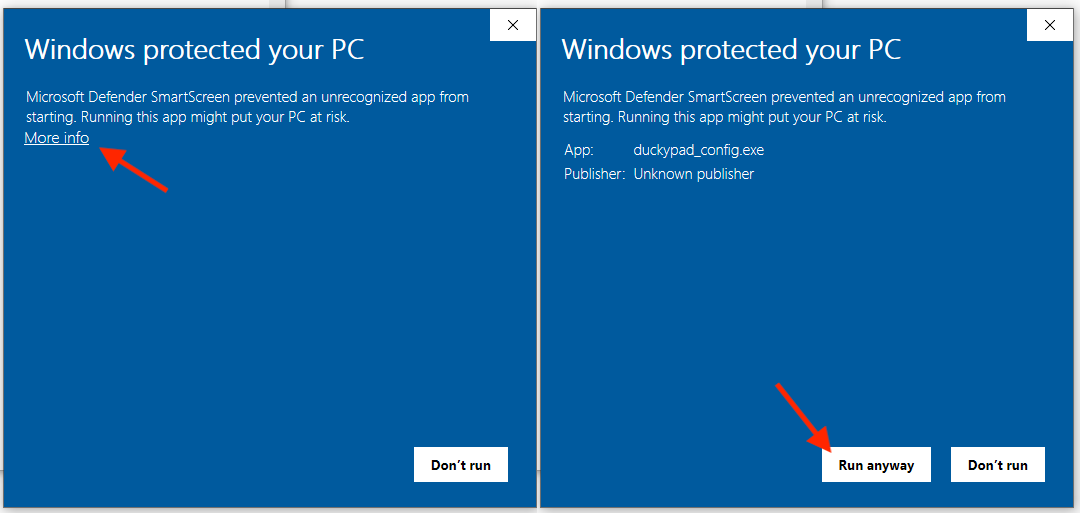 Windows protected your PC
Microsoft Defender SmartScreen prevented an unrecognized app from
starting. Running this app might put your PC at risk.
More info
Don’t run
Windows protected your PC
Microsoft Defender SmartScreen prevented an unrecognized app from
starting. Running this app might put your PC at risk.
App: duckypad_config.exe
Publisher: Unknown publisher
Run anyway Don’t run